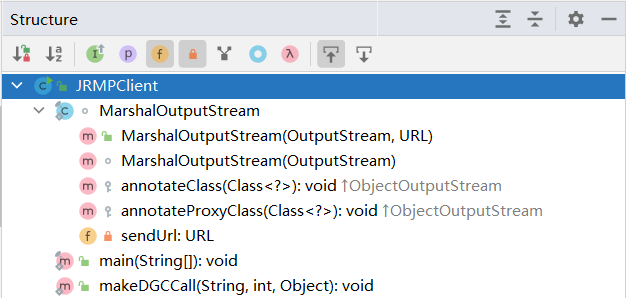 Structure
JRMPClient
MarshalOutputStream
MarshalOutputStream(OutputStream, URL)
MarshalOutputStream(OutputStream)
annotateClass(Class<?>): void ↑ObjectOutputStream
annotateProxyClass(Class<?>): void ↑ObjectOutputStream
sendUrl: URL
main(String[]): void
makeDGCCall(String, int, Object): void